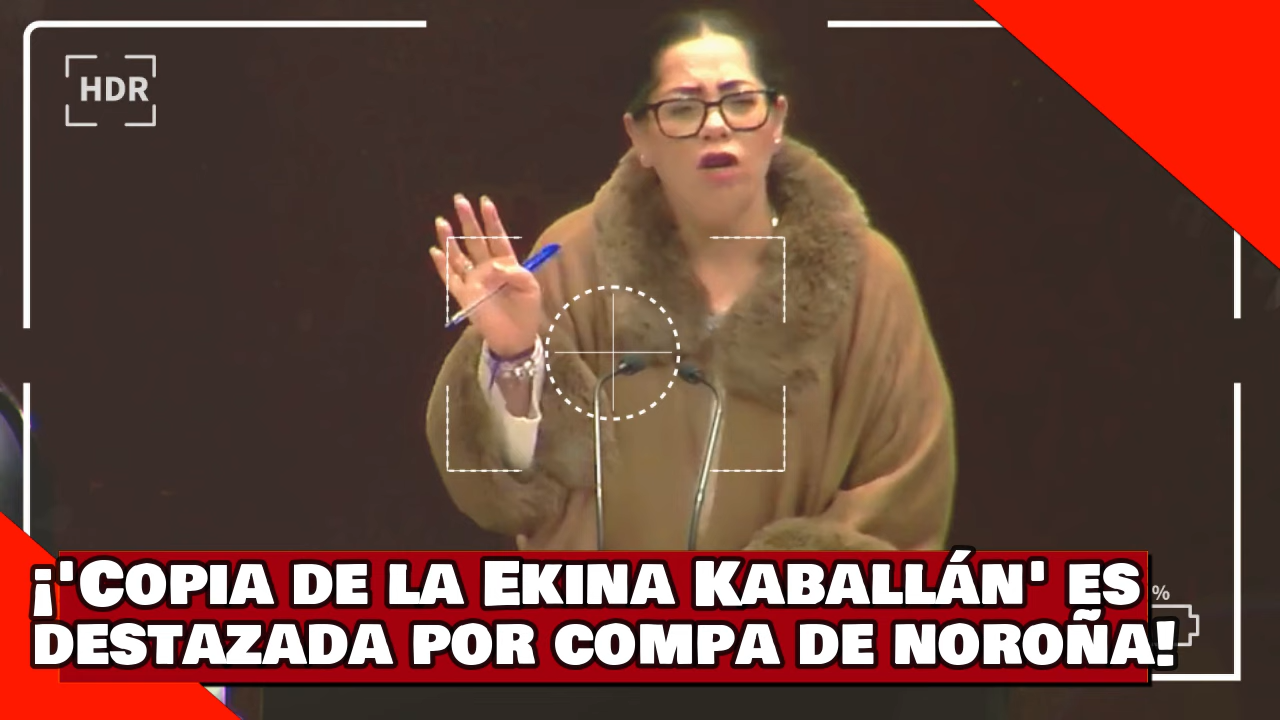 HDR
¡'COPIA DE LA EKINA KABALLÁN' ES
%
DESTAZADA POR COMPA DE NOROÑA!